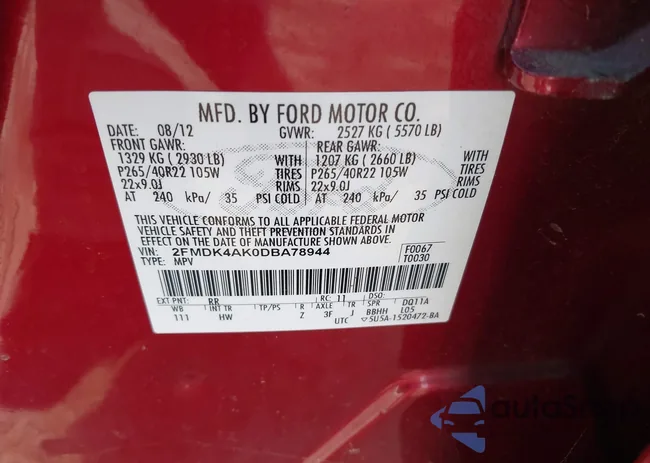 MFD. BY FORD MOTOR CO.
DATE: 08/12 GVWR: 2527 KG ( 5570 LB)
FRONT GAWR: REAR GAWR:
1329 KG ( 2930 LB) WITH 1207 KG ( 2660 LB) WITH
P265/40R22 105W TIRES P265/40R22 105W TIRES
22x9.0J RIMS 22x9.0J RIMS
AT 240 kPa/ 35 PSI COLD AT 240 kPa/ 35 PSI COLD
THIS VEHICLE CONFORMS TO ALL APPLICABLE FEDERAL MOTOR
VEHICLE SAFETY AND THEFT PREVENTION STANDARDS IN
EFFECT ON THE DATE OF MANUFACTURE SHOWN ABOVE.
VIN: 2FMDK4AK0DBA78944 F0067
TYPE: MPV T0030
EXT PNT: RR RC: 11 DSO:
WB INT TR TP/PS R AXLE TR SPR DQ11A
111 HW Z 3F J BBHH L05
UTC ▽5U5A-1520472-BA